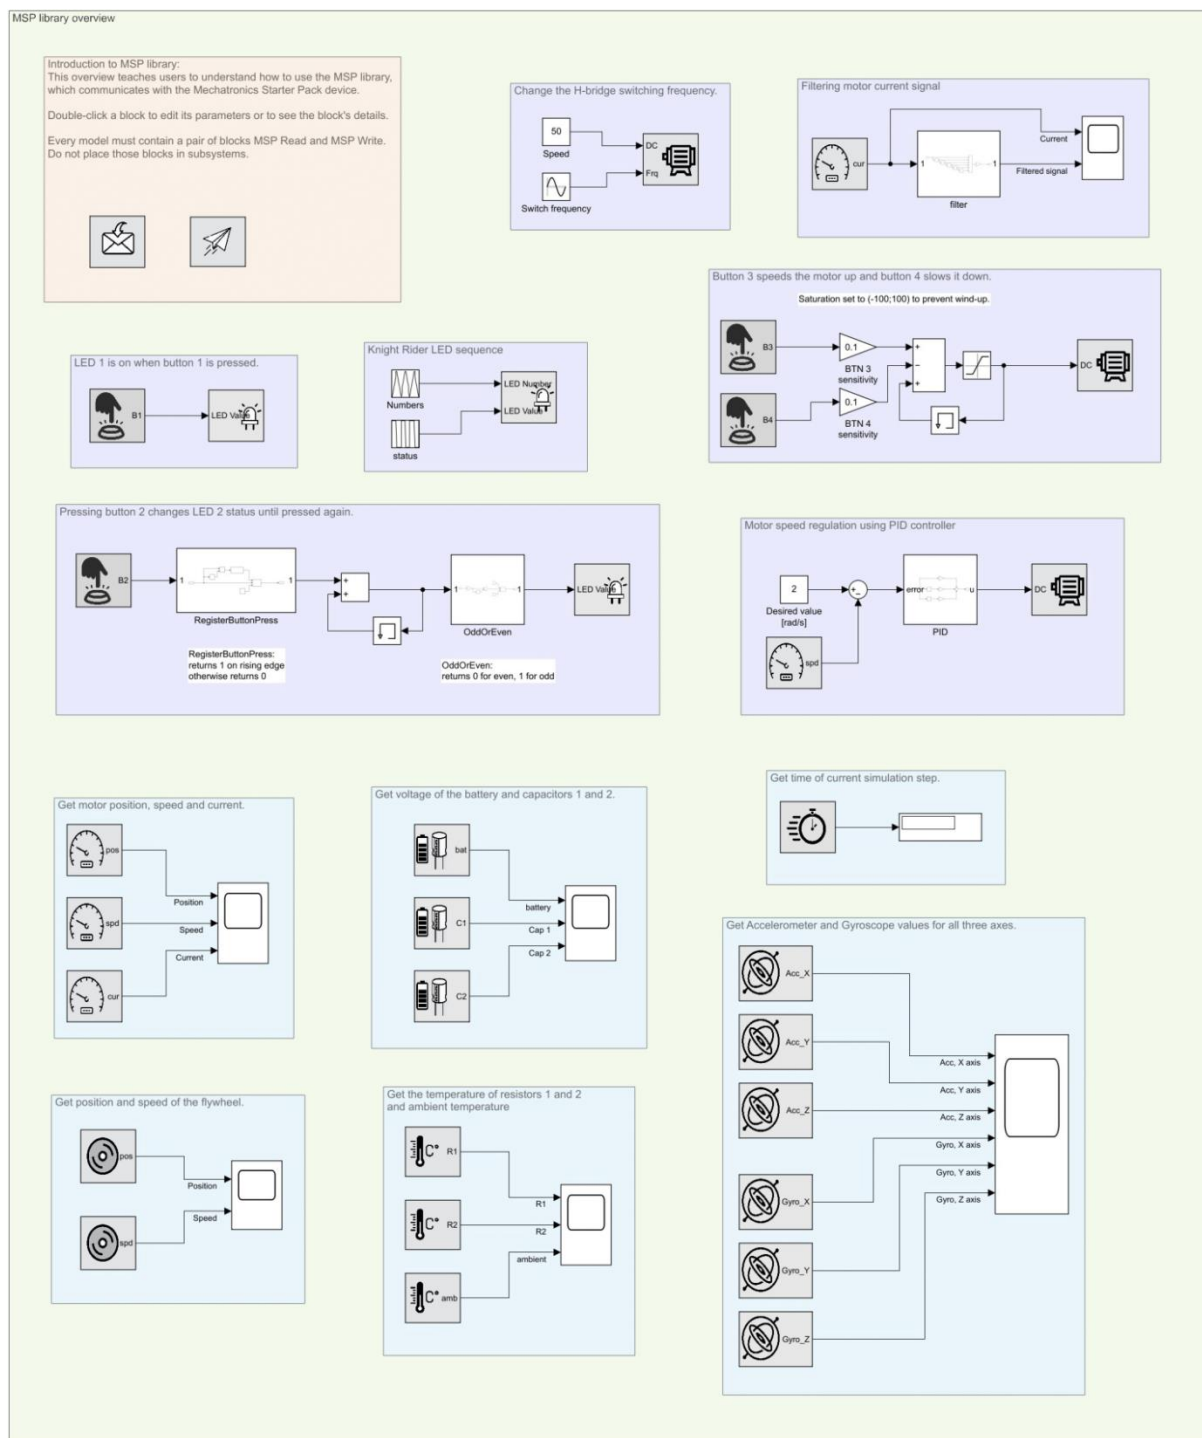 MSP library overview
Introduction to MSP library:
This overview teaches users to understand how to use the MSP library,
which communicates with the Mechatronics Starter Pack device.
Double-click a block to edit its parameters or to see the block's details.
Every model must contain a pair of blocks MSP Read and MSP Write.
Do not place those blocks in subsystems.
Change the H-bridge switching frequency.
50
Speed
DC
Frq
Switch frequency
Filtering motor current signal
cur
1
1
filter
Current
Filtered signal
Button 3 speeds the motor up and button 4 slows it down.
Saturation set to (-100;100) to prevent wind-up.
B3
0.1
BTN 3
sensitivity
B4
0.1
BTN 4
sensitivity
+
−
+
DC
LED 1 is on when button 1 is pressed.
B1
LED Value
Knight Rider LED sequence
Numbers
status
LED Number
LED Value
Pressing button 2 changes LED 2 status until pressed again.
B2
1
1
RegisterButtonPress
+
+
1
1
OddOrEven
LED Value
RegisterButtonPress:
returns 1 on rising edge
otherwise returns 0
OddOrEven:
returns 0 for even, 1 for odd
Motor speed regulation using PID controller
2
Desired value
[rad/s]
spd
+
−
error
u
PID
DC
Get motor position, speed and current.
pos
spd
cur
Position
Speed
Current
Get voltage of the battery and capacitors 1 and 2.
bat
C1
C2
battery
Cap 1
Cap 2
Get time of current simulation step.
Get Accelerometer and Gyroscope values for all three axes.
Acc_X
Acc_Y
Acc_Z
Gyro_X
Gyro_Y
Gyro_Z
Acc, X axis
Acc, Y axis
Acc, Z axis
Gyro, X axis
Gyro, Y axis
Gyro, Z axis
Get position and speed of the flywheel.
pos
spd
Position
Speed
Get the temperature of resistors 1 and 2
and ambient temperature
C° R1
C° R2
C° amb
R1
R2
ambient